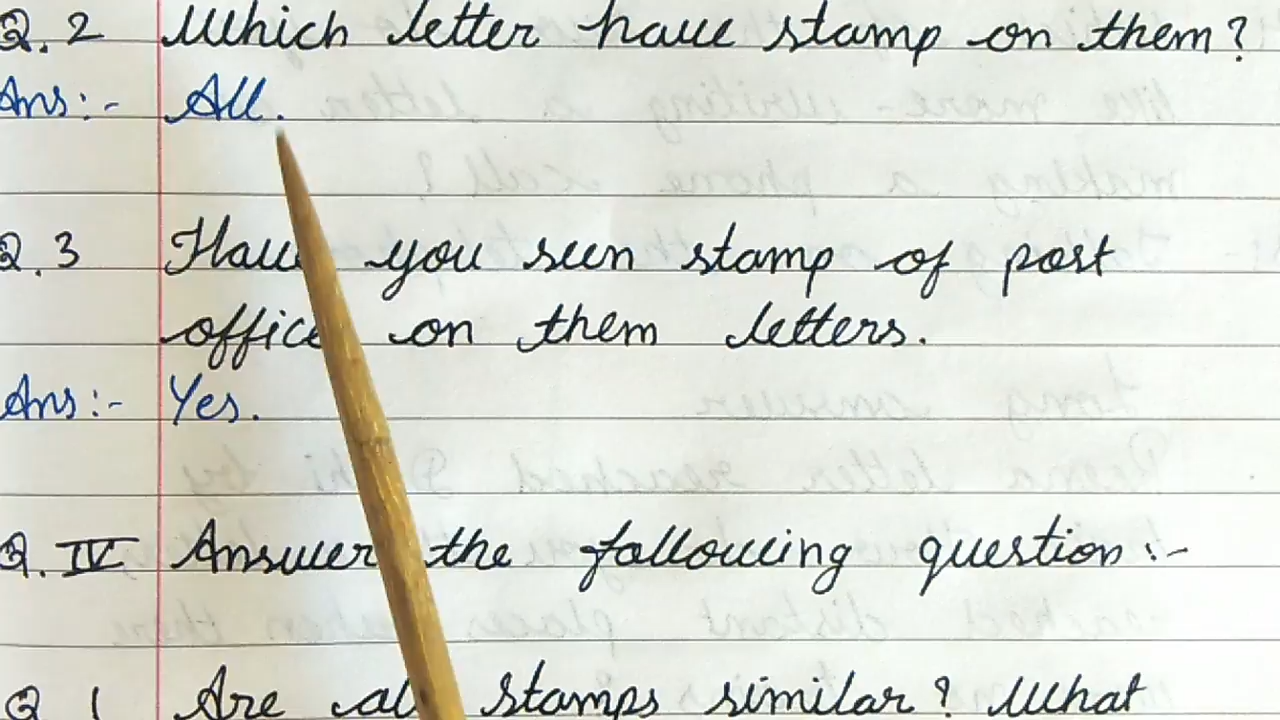 Q.2 Which letter have stamp on them?
Ans:- All.
Q.3 Have you seen stamp of post
office on them letters.
Ans:- Yes.
Q.IV Answer the following question:-
Q 1 Are all stamps similar? What